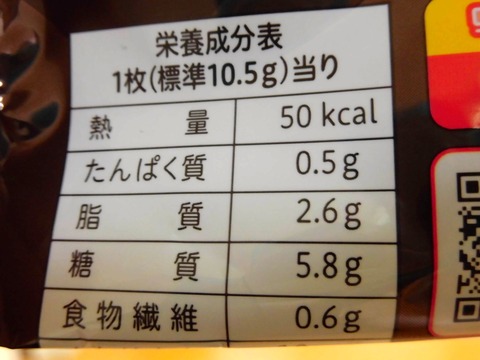 栄養成分表
1枚(標準10.5g)当り
熱量 50 kcal
たんぱく質 0.5g
脂質 2.6g
糖質 5.8g
食物繊維 0.6g